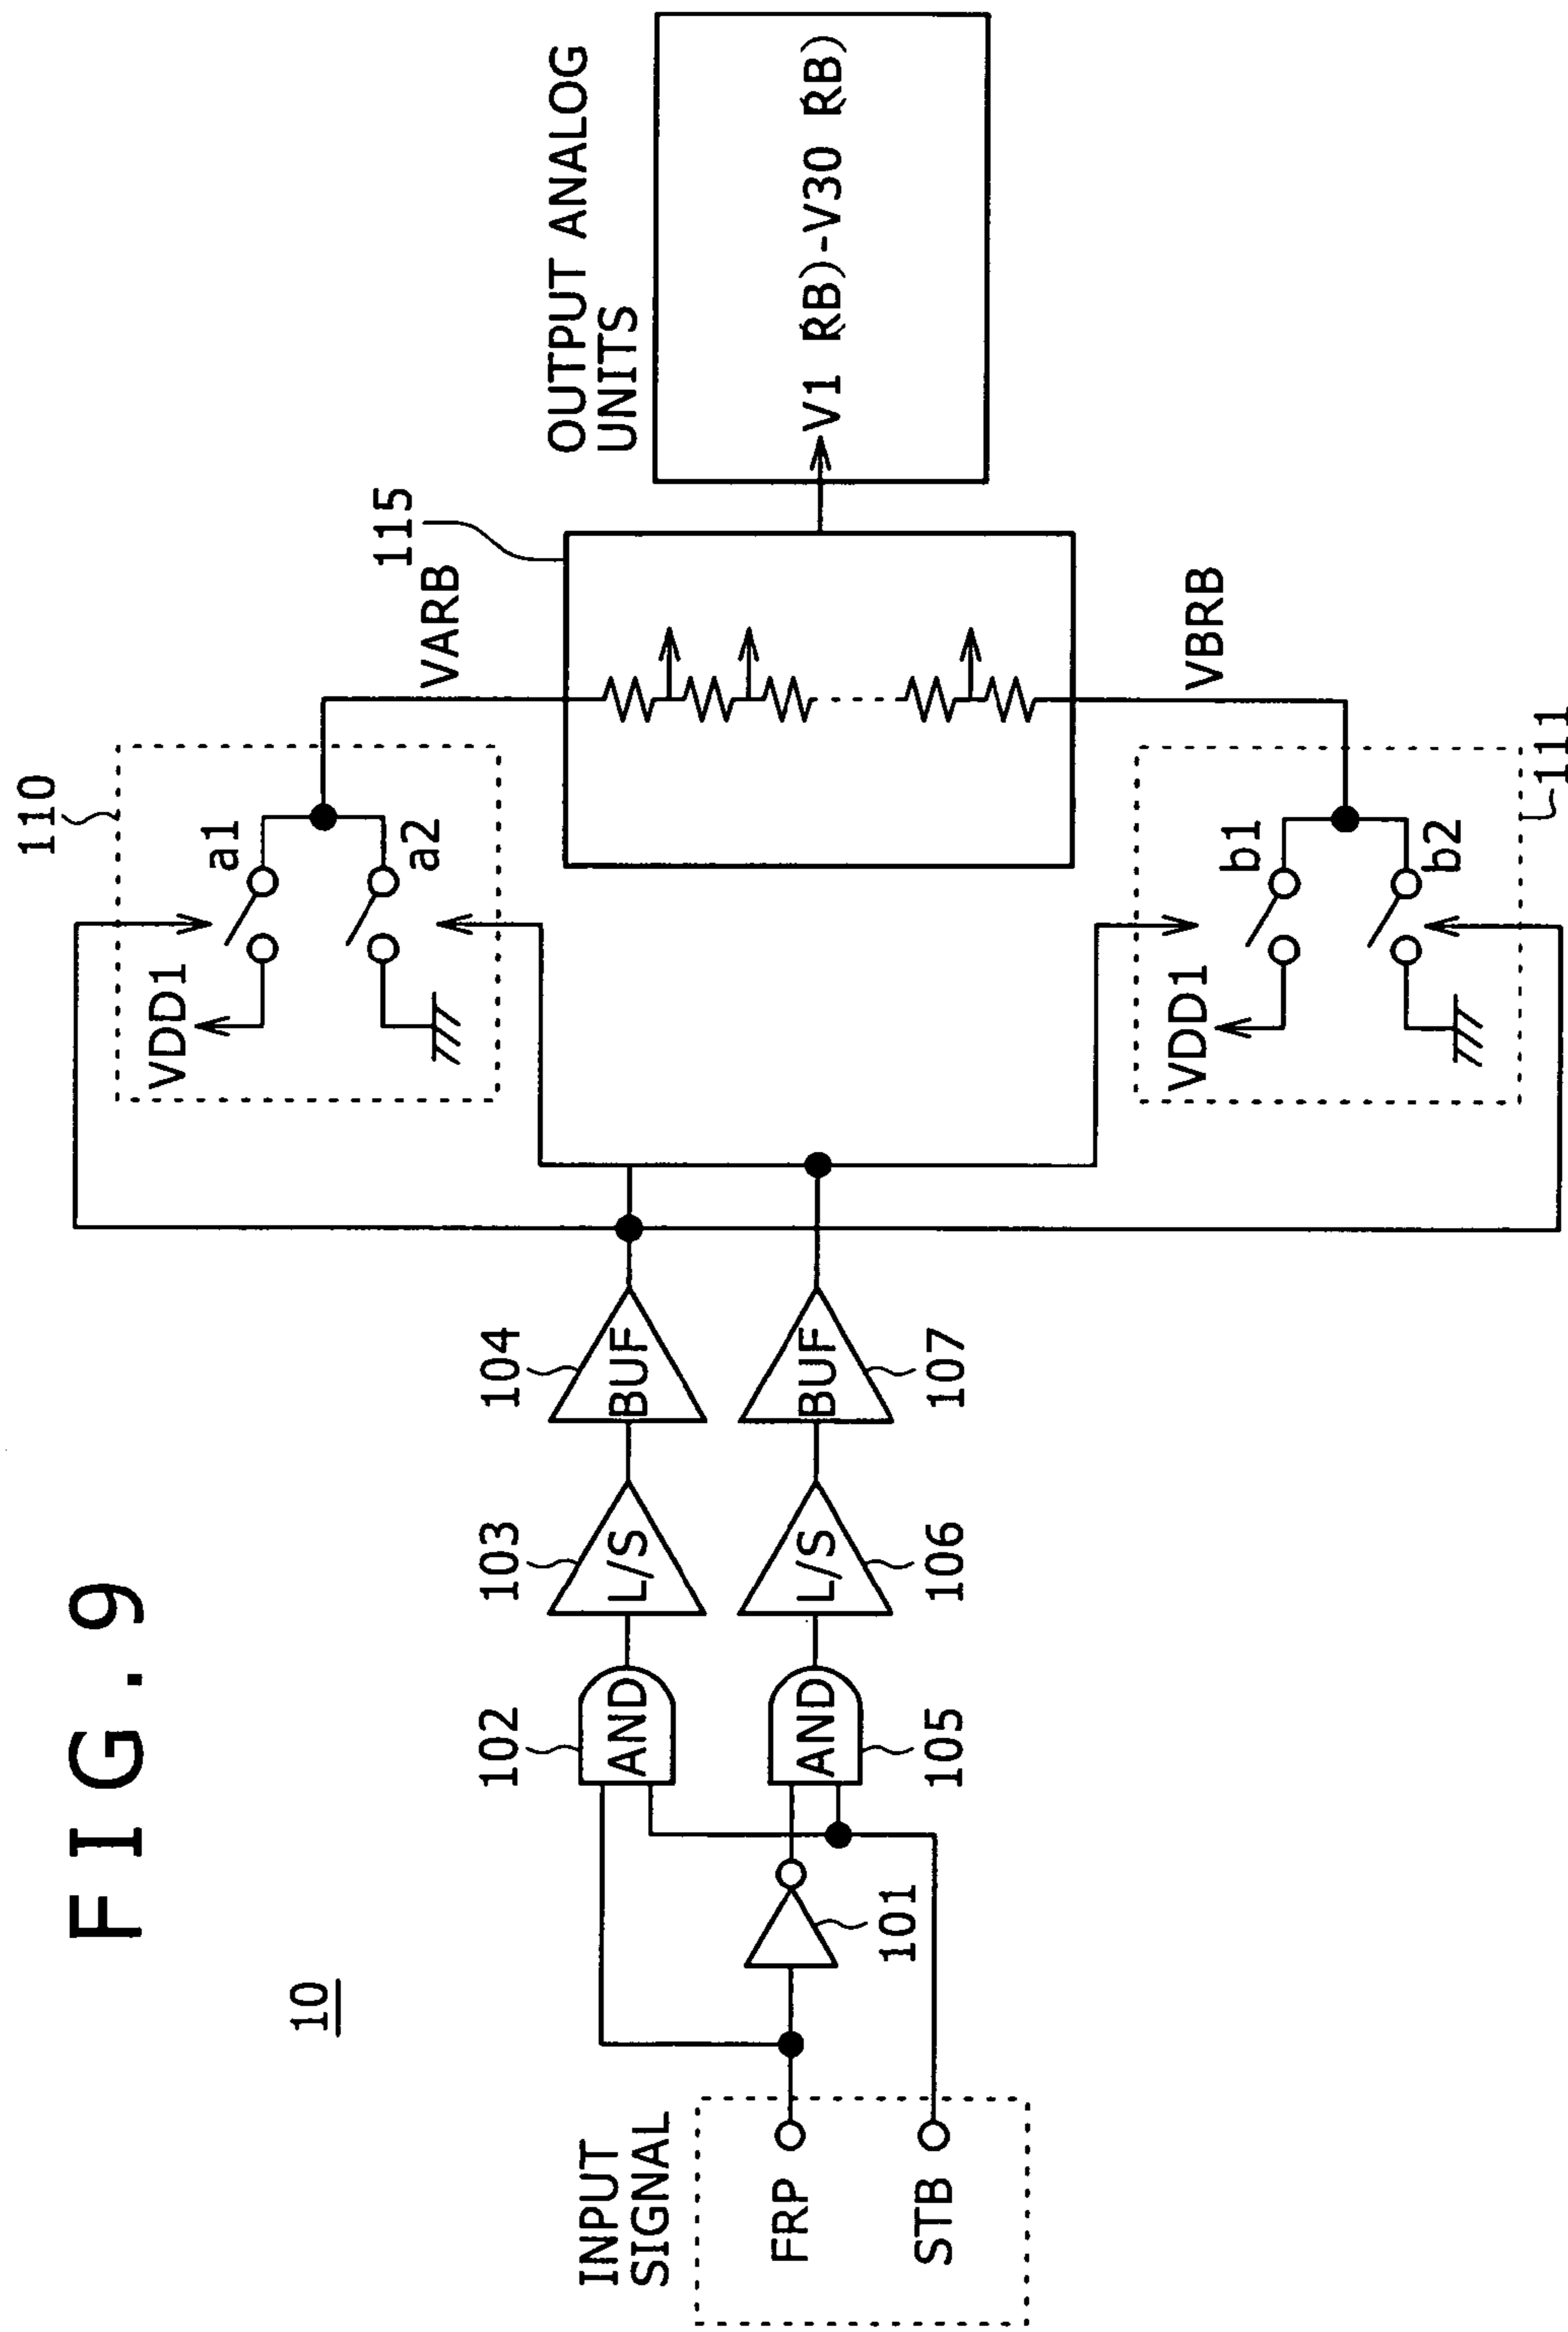 FIG.9
10
INPUT
SIGNAL
FRP
STB
101
102
AND
103
L/S
104
BUF
105
AND
106
L/S
107
BUF
110
VDD1
a1
a2
111
VDD1
b1
b2
VARB
115
VBRB
OUTPUT ANALOG
UNITS
V1 RB)-V30 RB)